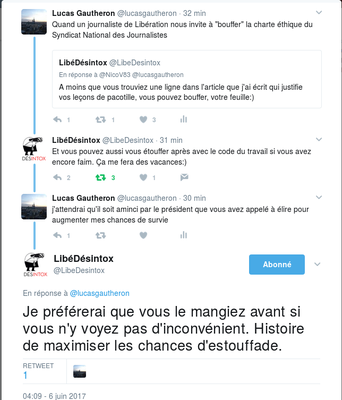 Lucas Gautheron @lucasgautheron · 32 min
Quand un journaliste de Libération nous invite à "bouffer" la charte éthique du
Syndicat National des Journalistes
LibéDésintox @LibeDesintox
En réponse à @NicoV83 @lucasgautheron
A moins que vous trouviez une ligne dans l'article que j'ai écrit qui justifie
vos leçons de pacotille, vous pouvez bouffer, votre feuille:)
1 1 3
LibéDésintox @LibeDesintox · 31 min
Et vous pouvez aussi vous étouffer après avec le code du travail si vous avez
encore faim. Ça me fera des vacances:)
2 3 1
DÉSINTOX
Lucas Gautheron @lucasgautheron · 30 min
j'attendrai qu'il soit aminci par le président que vous avez appelé à élire pour
augmenter mes chances de survie
1
LibéDésintox
@LibeDesintox
Abonné
DÉSINTOX
En réponse à @lucasgautheron
Je préférerai que vous le mangiez avant si
vous n'y voyez pas d'inconvénient. Histoire
de maximiser les chances d'estouffade.
RETWEET
1
04:09 - 6 juin 2017